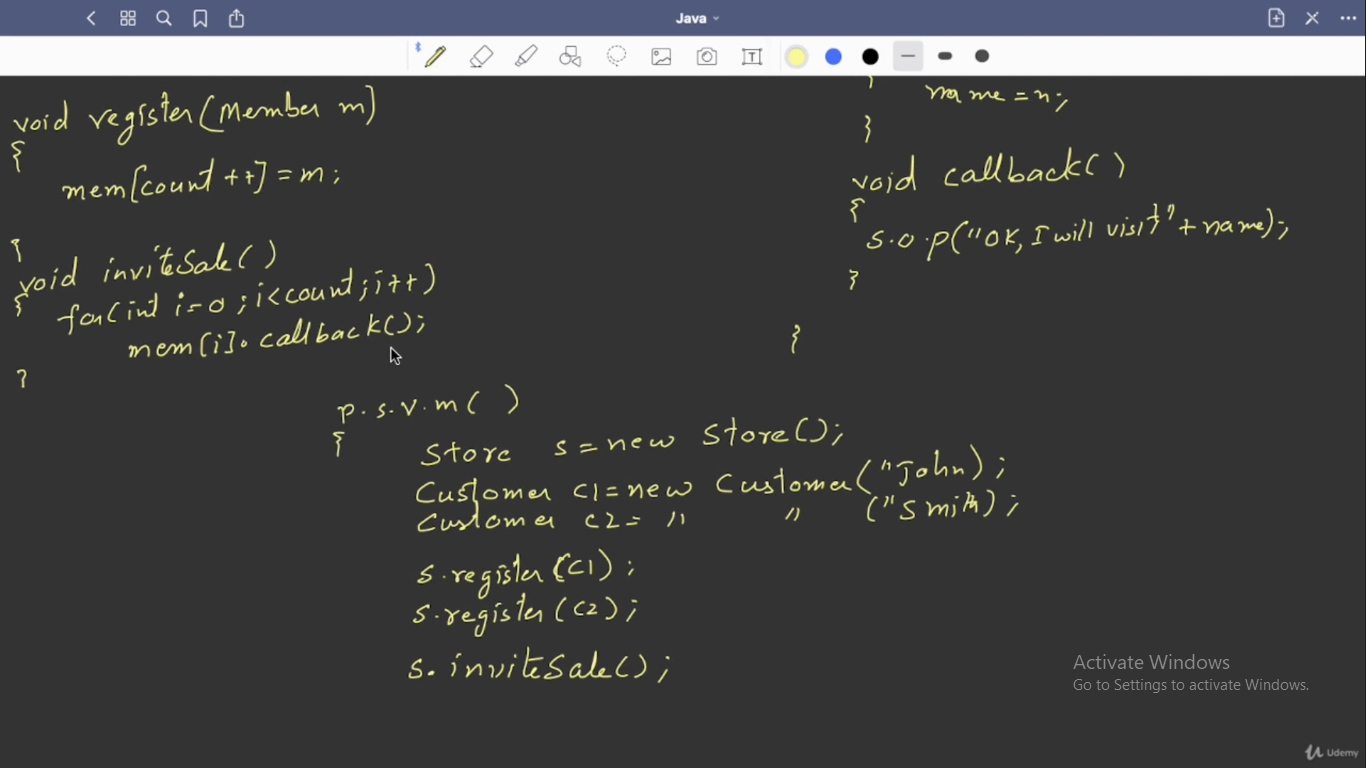 Java
void register(Member m)
{
mem[count ++] = m;
}
void inviteSale( )
{
for(int i=0 ; i<count; i++)
mem[i]. callback();
}
name = n;
}
void callback( )
{
s.o.p("OK, I will visit" + name);
}
}
p.s.v.m( )
{
Store s = new Store();
Customer C1 = new Customer("John);
Customer C2 = " " ("Smith);
s.register(C1) ;
s.register(C2);
s. inviteSale() ;
Activate Windows
Go to Settings to activate Windows.
Udemy